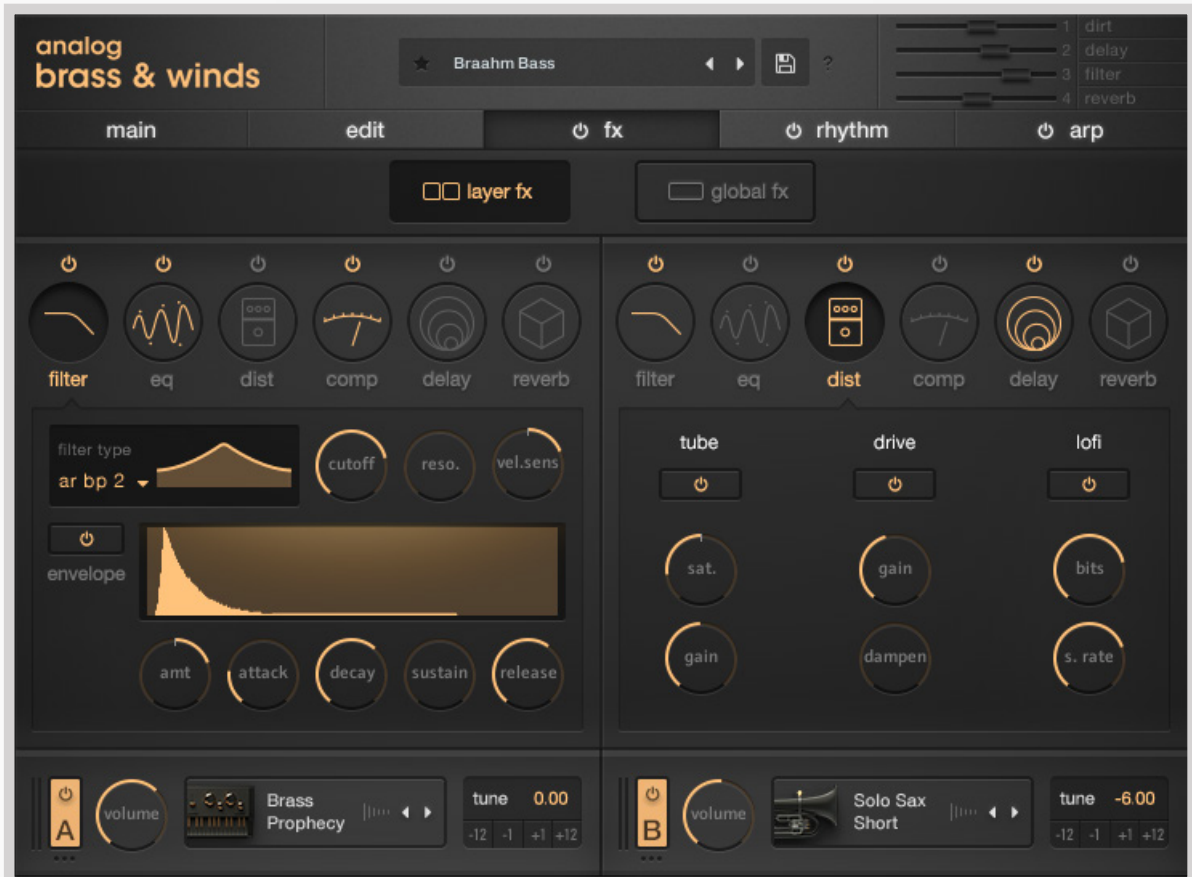 analog
brass & winds
Braahm Bass
?
1 dirt
2 delay
3 filter
4 reverb
main edit fx rhythm arp
layer fx global fx
filter eq dist comp delay reverb
filter eq dist comp delay reverb
filter type
ar bp 2
cutoff reso. vel.sens
envelope
amt attack decay sustain release
tube drive lofi
sat. gain bits
gain dampen s. rate
A
volume
Brass
Prophecy
tune 0.00
-12 -1 +1 +12
B
volume
Solo Sax
Short
tune -6.00
-12 -1 +1 +12